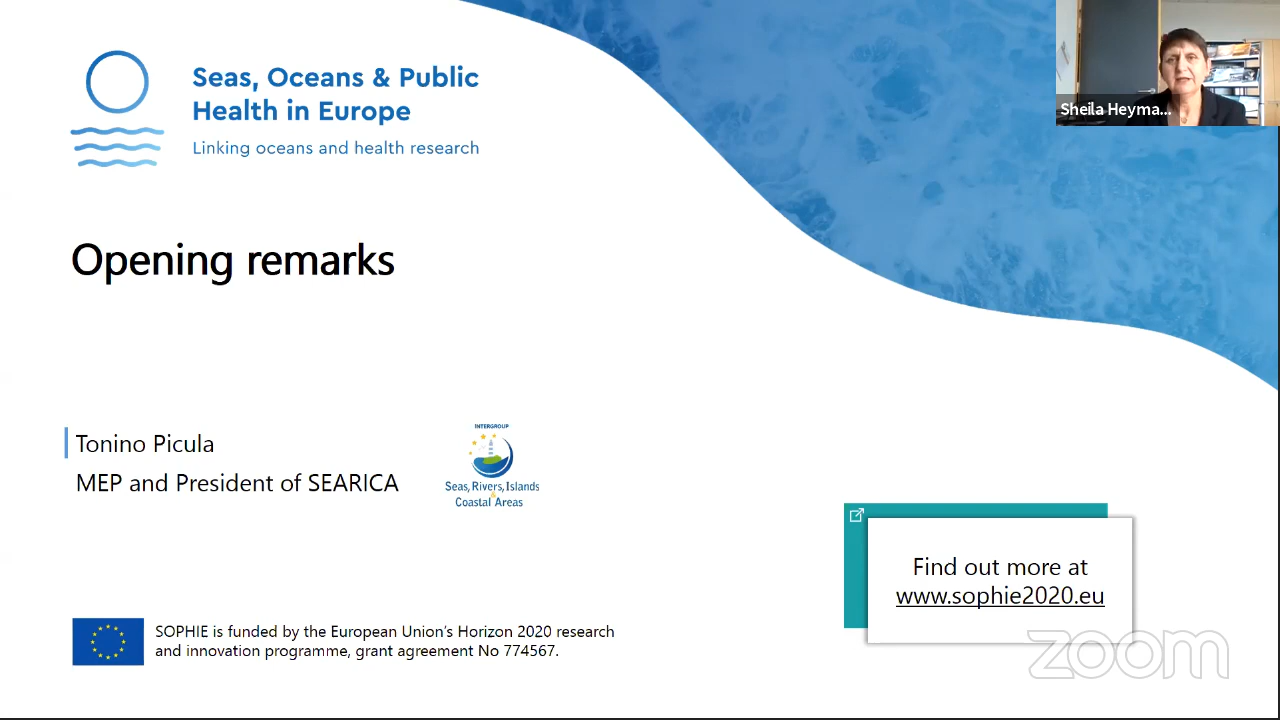 Seas, Oceans & Public
Health in Europe
Linking oceans and health research
Sheila Heyma...
Opening remarks
Tonino Picula
MEP and President of SEARICA
INTERGROUP
Seas, Rivers, Islands
&
Coastal Areas
Find out more at
www.sophie2020.eu
SOPHIE is funded by the European Union’s Horizon 2020 research
and innovation programme, grant agreement No 774567.
zoom